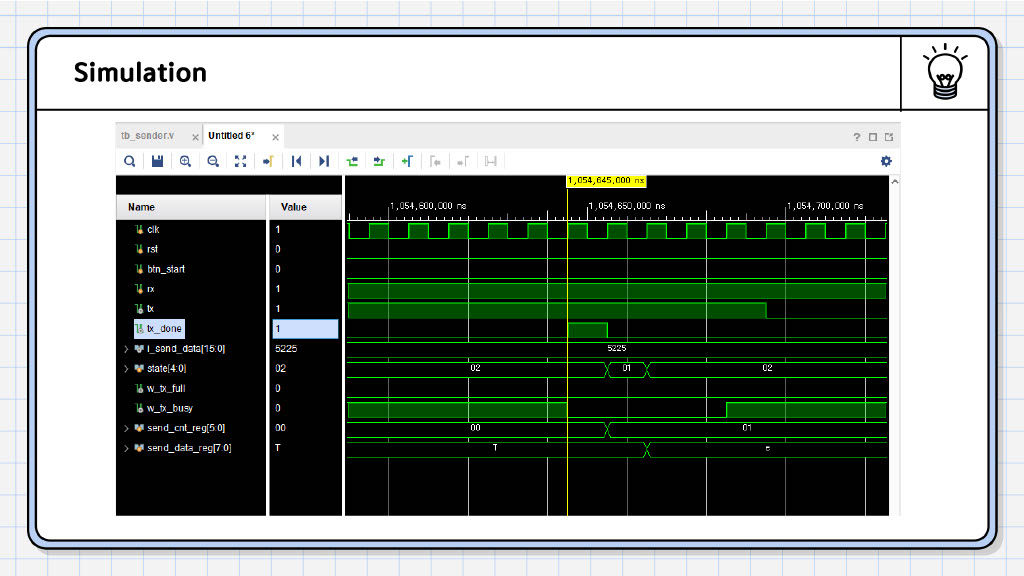 Simulation
tb_sender.v
Untitled 6*
1,054,645,000 ns
Name Value
1,054,600,000 ns 1,054,650,000 ns 1,054,700,000 ns
clk 1
rst 0
btn_start 0
rx 1
tx 1
tx_done 1
i_send_data[15:0] 5225 5225
state[4:0] 02 02 01 02
w_tx_full 0
w_tx_busy 0
send_cnt_reg[5:0] 00 00 01
send_data_reg[7:0] T T e